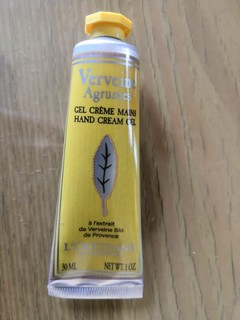 Verveine
Agrumes
GEL CRÈME MAINS
HAND CREAM GEL
à l'extrait
de Verveine Bio
de Provence
30 ML NET WT. 1 OZ.